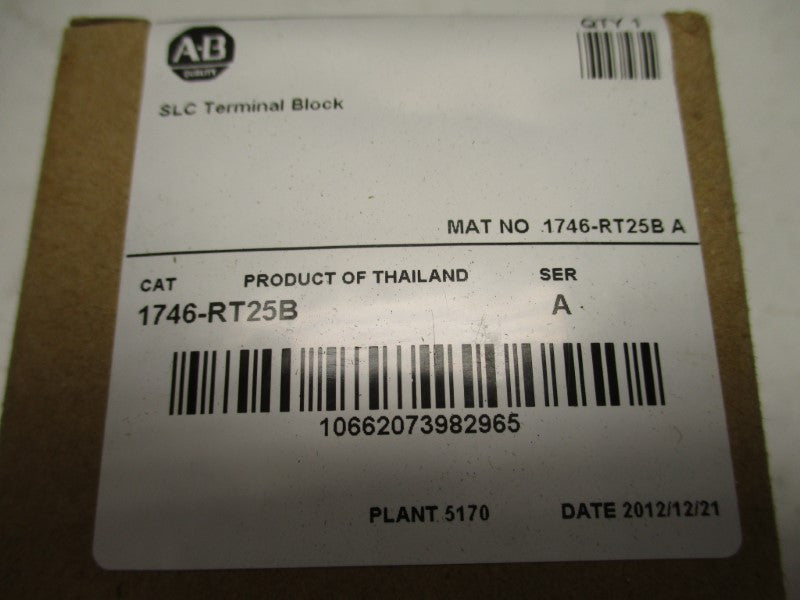 A·B
QUALITY
QTY 1
SLC Terminal Block
MAT NO 1746-RT25B A
CAT PRODUCT OF THAILAND SER
1746-RT25B A
10662073982965
PLANT 5170 DATE 2012/12/21